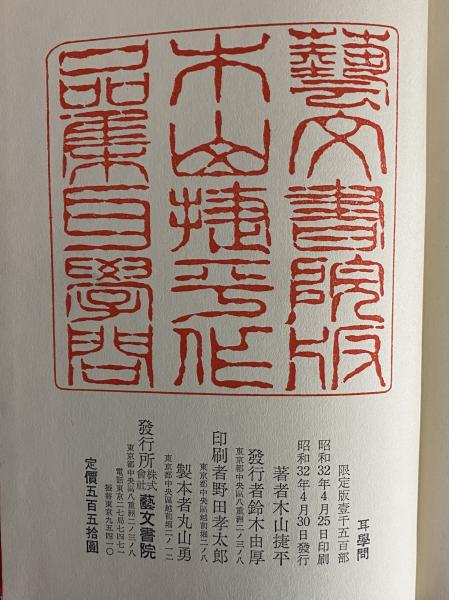 藝文書院版
木山捷平作
品集耳學問
耳學問
限定版壹千五百部
昭和32年4月25日印刷
昭和32年4月30日発行
著者木山捷平
發行者鈴木由厚
東京都中央區八重洲二ノ三ノ八
印刷者野田孝太郎
東京都中央區越前堀二ノ八
製本者丸山勇
東京都中央區越前堀二ノ一二
發行所株式會社藝文書院
東京都中央區八重洲二ノ三ノ八
電話東京二七局七四七一
振替東京九五四一〇
定價五百五拾圓